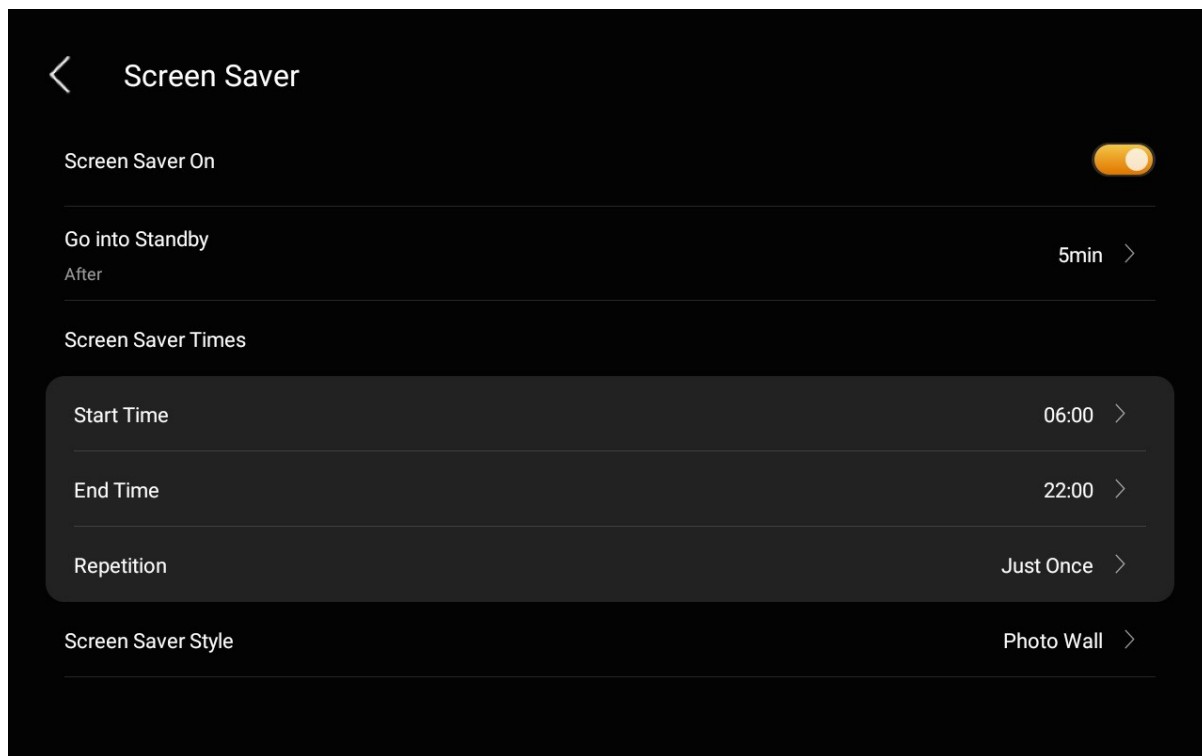 Screen Saver
Screen Saver On
Go into Standby
After
5min
Screen Saver Times
Start Time
06:00
End Time
22:00
Repetition
Just Once
Screen Saver Style
Photo Wall